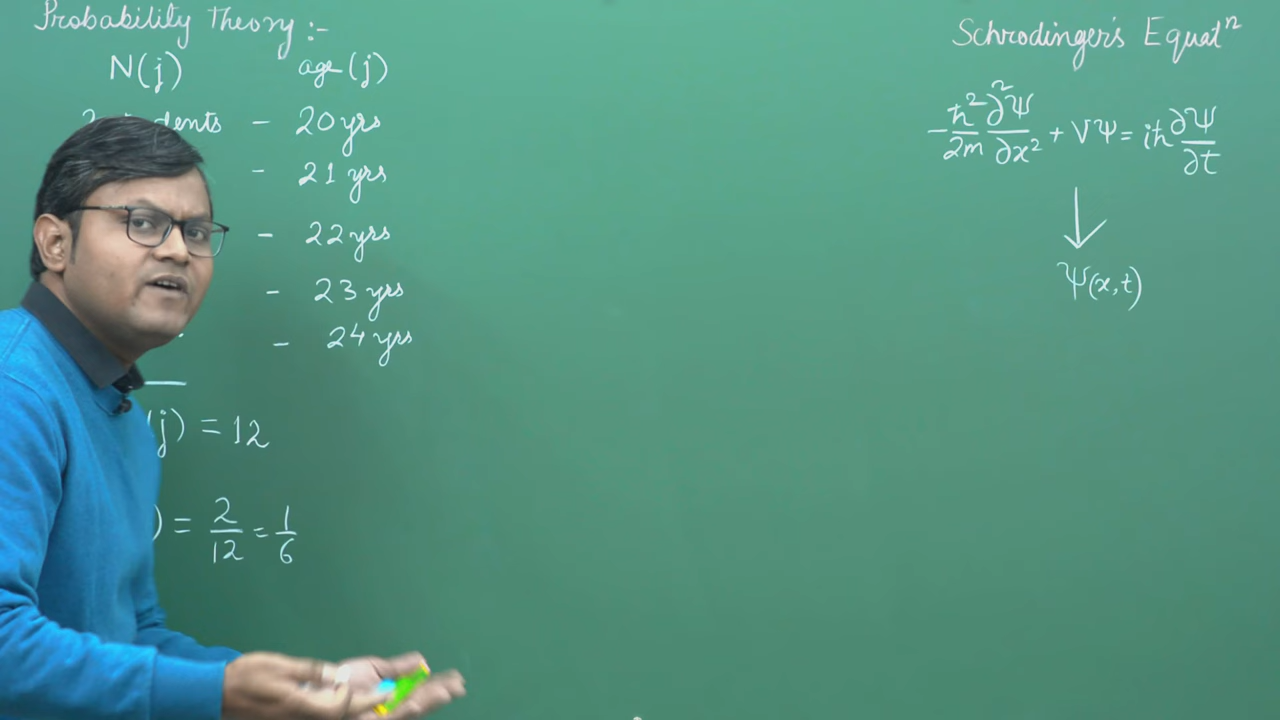 Probability Theory :-
N(j) age (j)
- 20 yrs
- 21 yrs
- 22 yrs
- 23 yrs
- 24 yrs
(j) = 12
) = 2/12 = 1/6
Schrodinger's Equatⁿ
-ħ²/2m ∂²Ψ/∂x² + VΨ = iħ ∂Ψ/∂t
↓
Ψ(x,t)